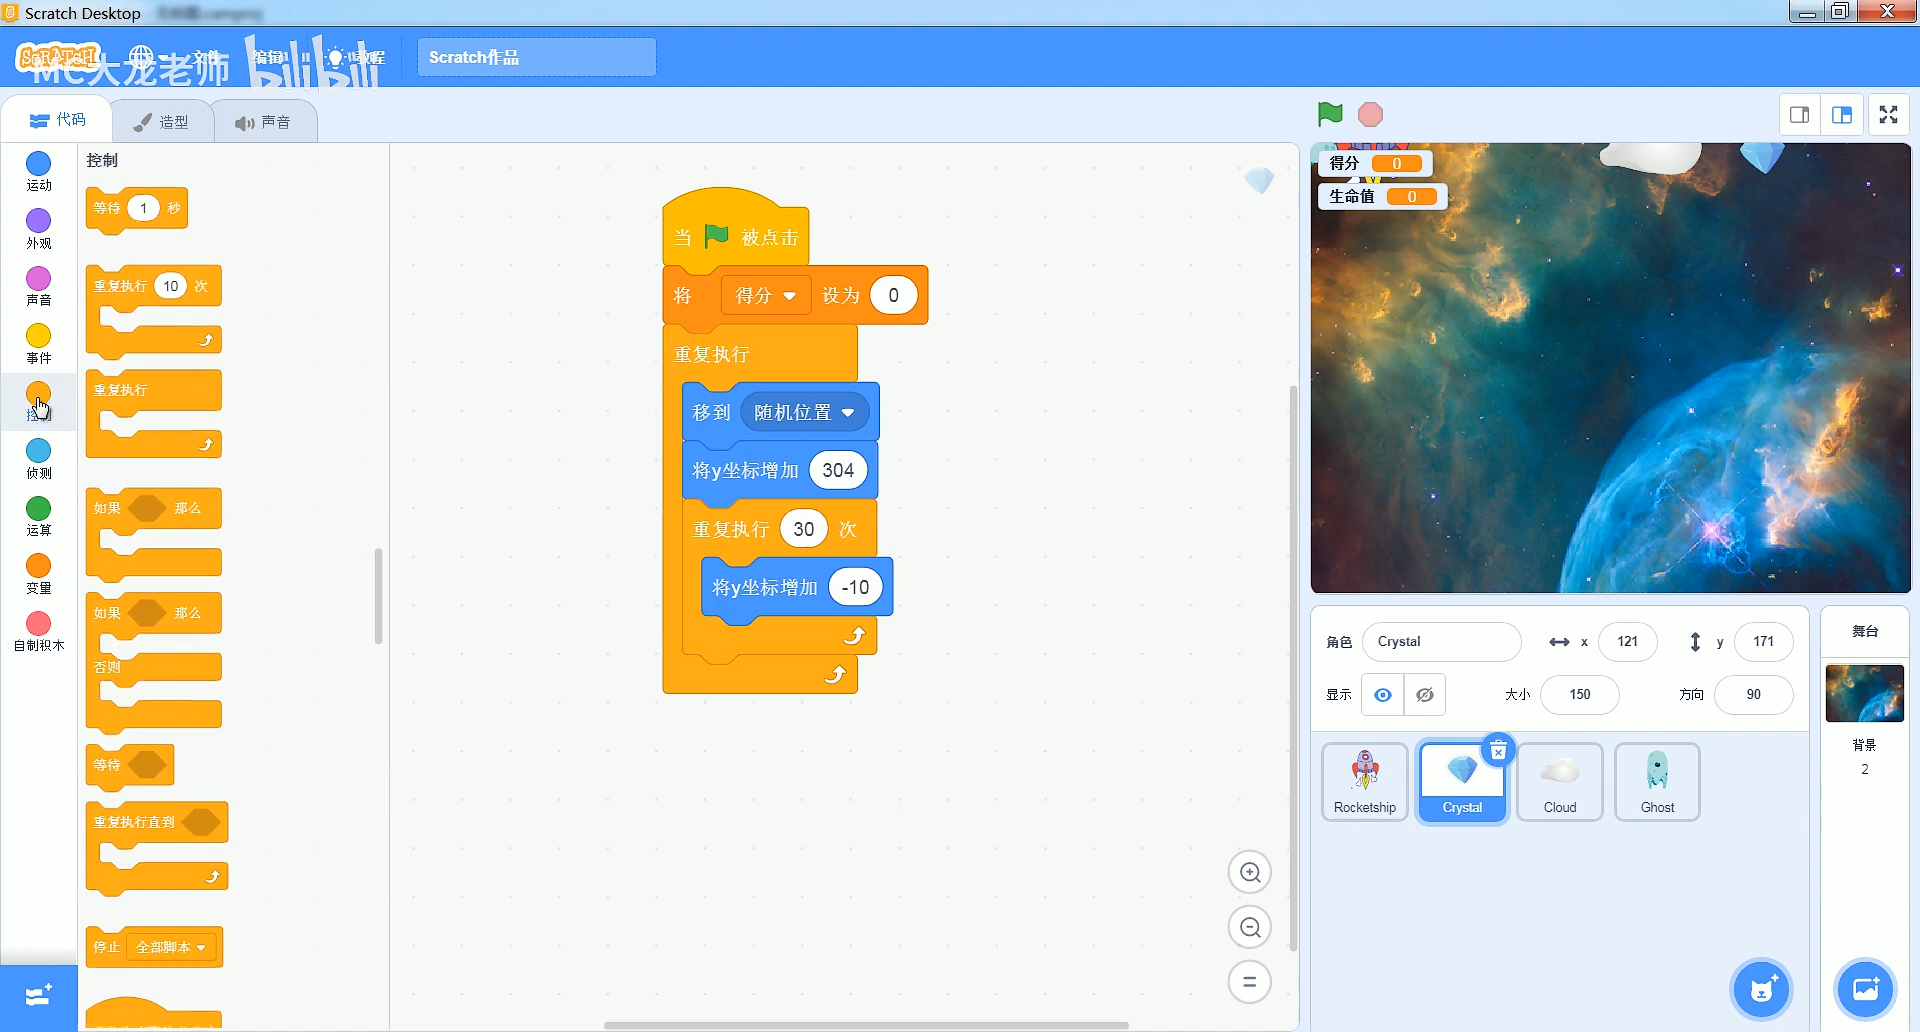 Scratch Desktop
SCRATCH
文件
编辑
教程
Scratch作品
MC大龙老师
bilibili
代码
造型
声音
运动
外观
声音
事件
控制
侦测
运算
变量
自制积木
控制
等待 1 秒
重复执行 10 次
重复执行
如果 那么
如果 那么
否则
等待
重复执行直到
停止 全部脚本
当 被点击
将 得分 设为 0
重复执行
移到 随机位置
将y坐标增加 304
重复执行 30 次
将y坐标增加 -10
得分 0
生命值 0
角色 Crystal x 121 y 171
显示 大小 150 方向 90
Rocketship
Crystal
Cloud
Ghost
舞台
背景
2